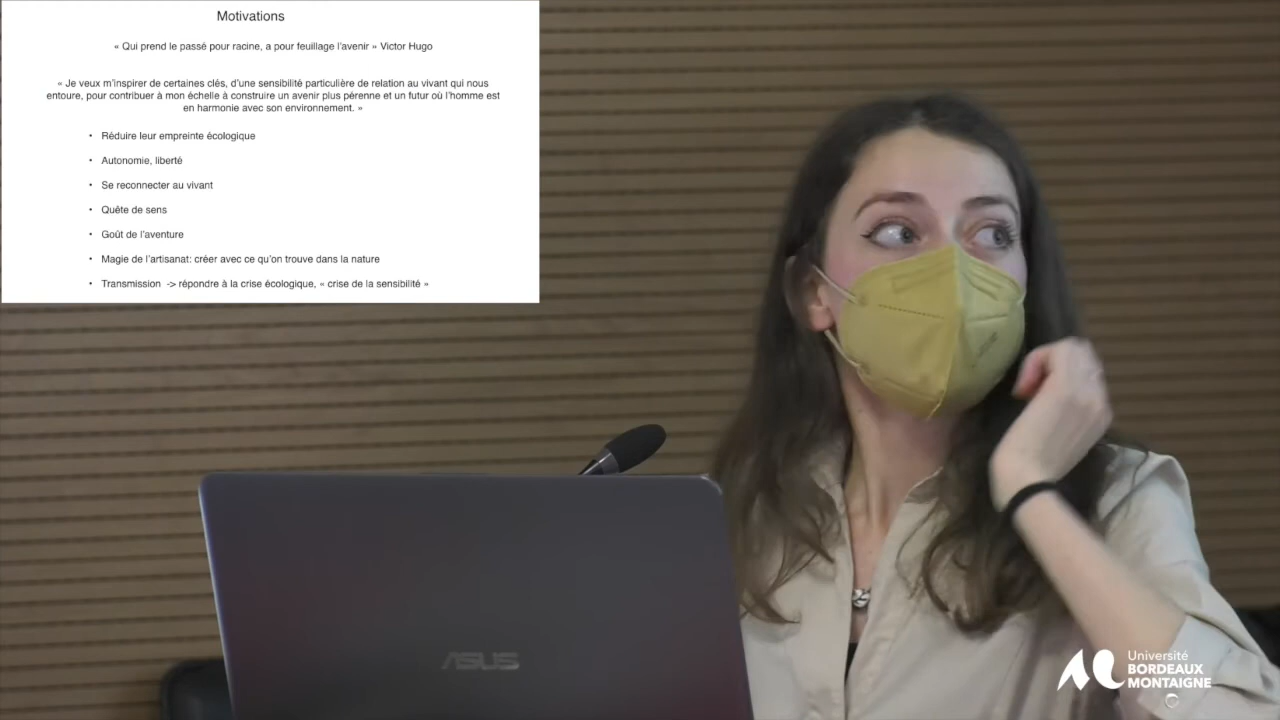 Motivations
« Qui prend le passé pour racine, a pour feuillage l’avenir » Victor Hugo
« Je veux m’inspirer de certaines clés, d’une sensibilité particulière de relation au vivant qui nous
entoure, pour contribuer à mon échelle à construire un avenir plus pérenne et un futur où l’homme est
en harmonie avec son environnement. »
• Réduire leur empreinte écologique
• Autonomie, liberté
• Se reconnecter au vivant
• Quête de sens
• Goût de l’aventure
• Magie de l’artisanat: créer avec ce qu’on trouve dans la nature
• Transmission -> répondre à la crise écologique, « crise de la sensibilité »
ASUS
Université
BORDEAUX
MONTAIGNE